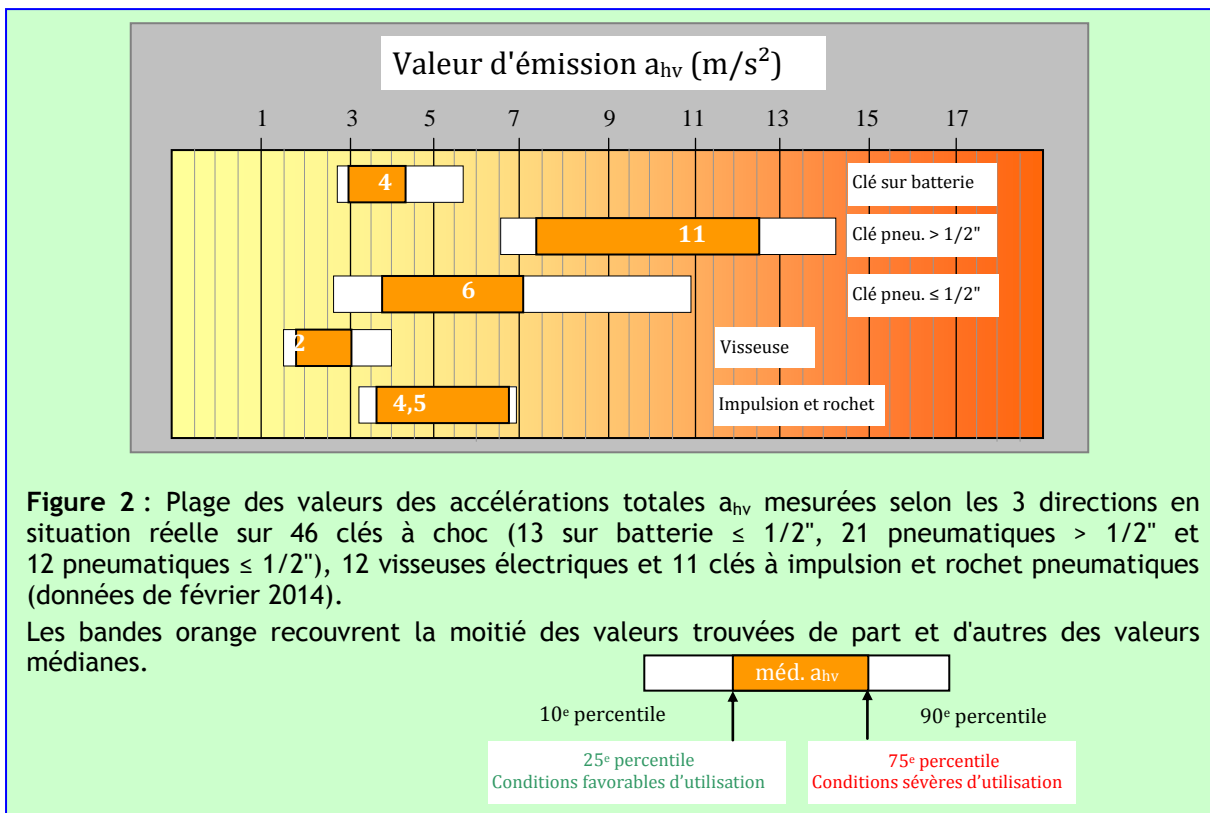 Valeur d'émission aₕᵥ (m/s²)
1 3 5 7 9 11 13 15 17
4 Clé sur batterie
11 Clé pneu. > 1/2"
6 Clé pneu. ≤ 1/2"
2 Visseuse
4,5 Impulsion et rochet
Figure 2 : Plage des valeurs des accélérations totales aₕᵥ mesurées selon les 3 directions en
situation réelle sur 46 clés à choc (13 sur batterie ≤ 1/2", 21 pneumatiques > 1/2" et
12 pneumatiques ≤ 1/2"), 12 visseuses électriques et 11 clés à impulsion et rochet pneumatiques
(données de février 2014).
Les bandes orange recouvrent la moitié des valeurs trouvées de part et d'autres des valeurs
médianes.
méd. aₕᵥ
10ᵉ percentile 90ᵉ percentile
25ᵉ percentile
Conditions favorables d’utilisation
75ᵉ percentile
Conditions sévères d’utilisation